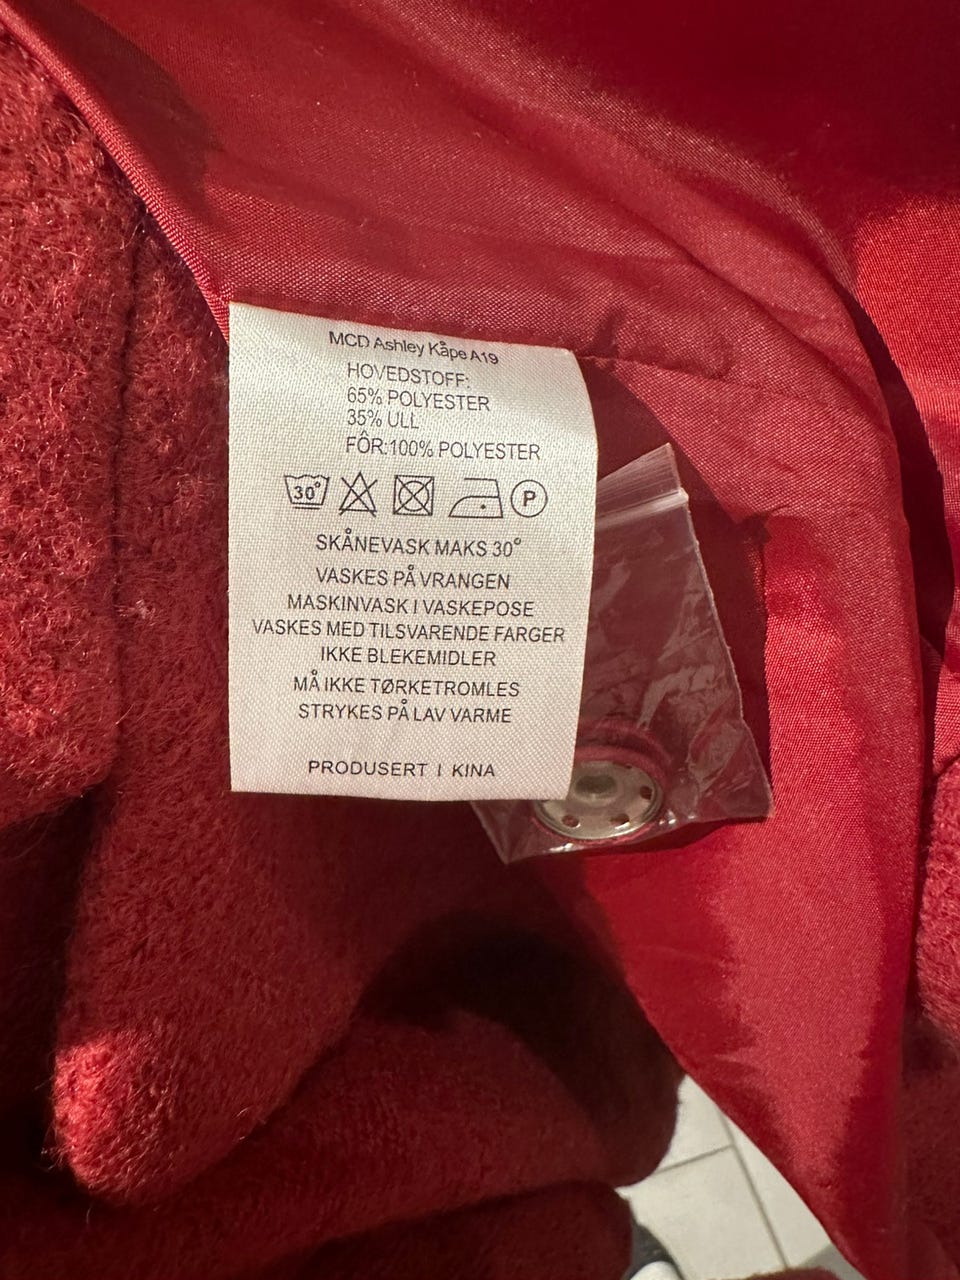 MCD Ashley Kåpe A19
HOVEDSTOFF:
65% POLYESTER
35% ULL
FÔR:100% POLYESTER
30° P
SKÅNEVASK MAKS 30°
VASKES PÅ VRANGEN
MASKINVASK I VASKEPOSE
VASKES MED TILSVARENDE FARGER
IKKE BLEKEMIDLER
MÅ IKKE TØRKETROMLES
STRYKES PÅ LAV VARME
PRODUSERT I KINA